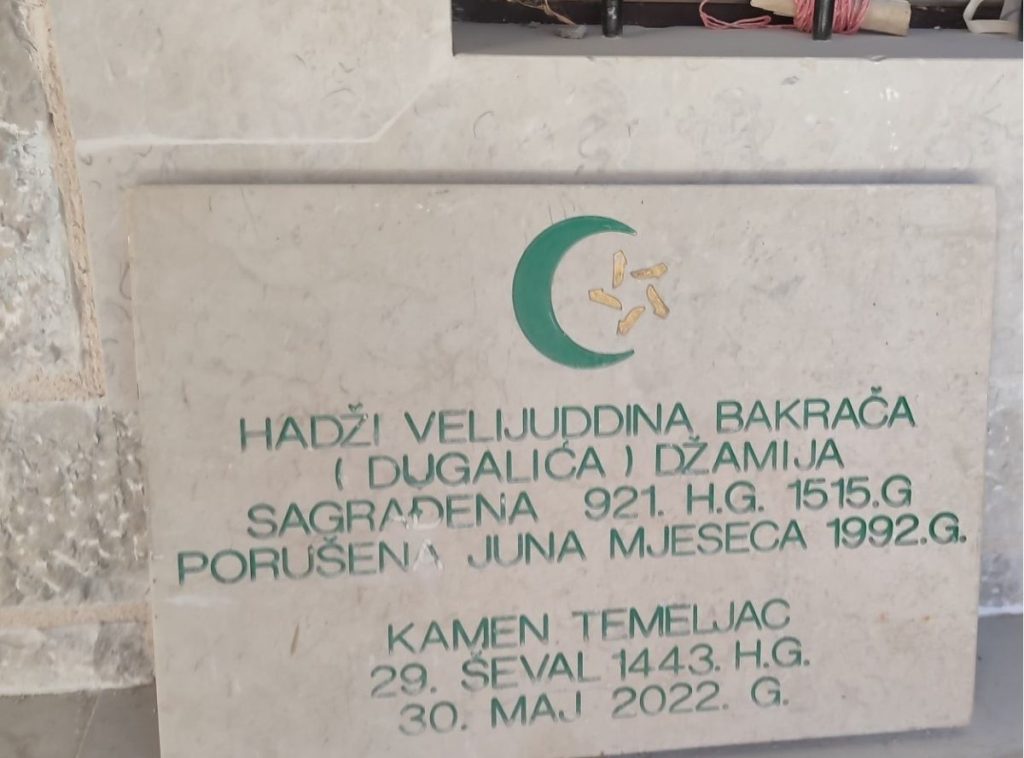 HADŽI VELIJUDDINA BAKRAČA
( DUGALIĆA ) DŽAMIJA
SAGRAĐENA 921. H.G. 1515.G
PORUŠENA JUNA MJESECA 1992.G.
KAMEN TEMELJAC
29. ŠEVAL 1443. H.G.
30. MAJ 2022. G.